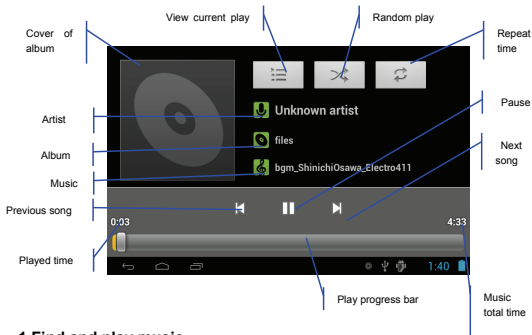 View current play
Random play
Cover of
album
Repeat
time
Pause
Artist
Unknown artist
Album
files
Next
song
Music
bgm_ShinichiOsawa_Electro411
Previous song
0:03
4:33
Played time
1:40
Play progress bar
Music
total time
1 Find and play music